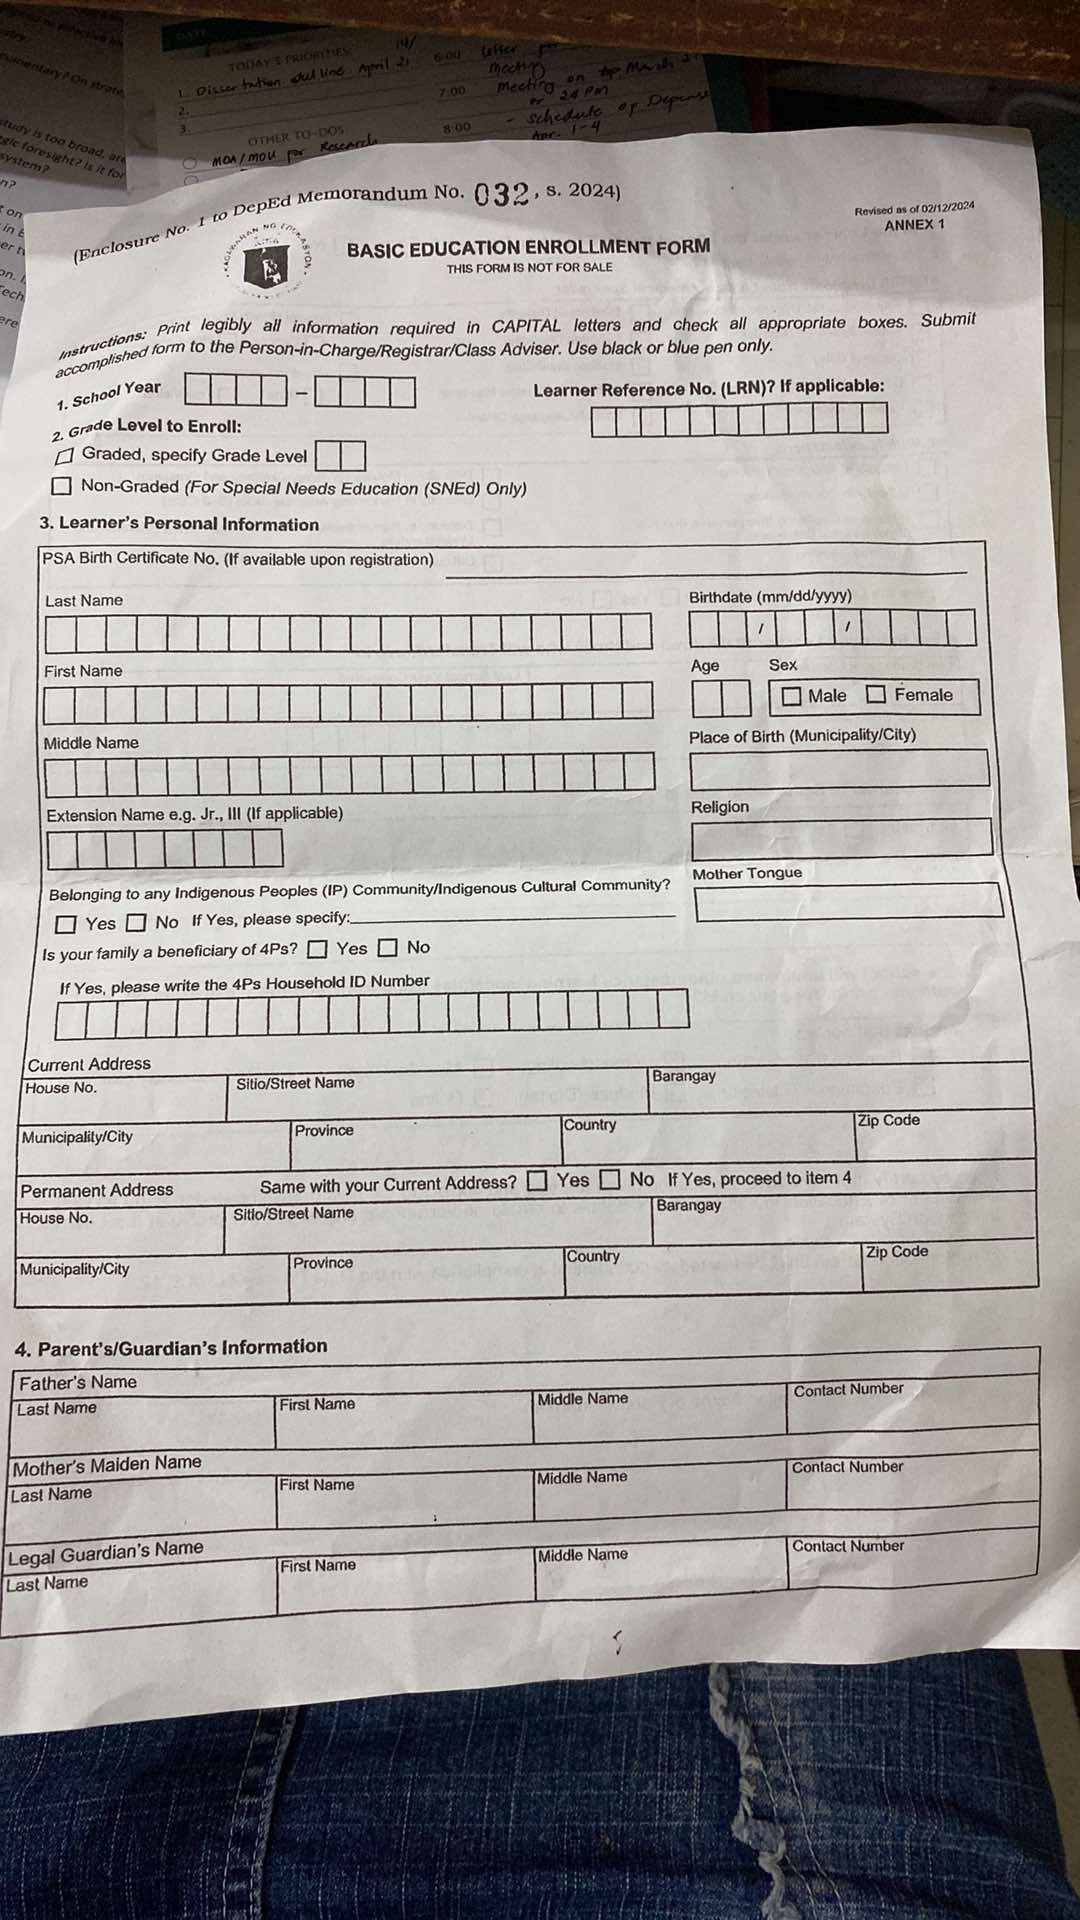 TODAY'S PRIORITIES
14/
1. Dissertation outline April 21
2.
3.
OTHER TO-DOS
MOA/MOU for Research
6:00 letter for
meeting
7:00 meeting on
24 PM
8:00 - schedule of Defense
Apr. 1-4
study is too broad, are
foresight? Is it for
system?
(Enclosure No. 1 to DepEd Memorandum No. 032, s. 2024)
Revised as of 02/12/2024
ANNEX 1
BASIC EDUCATION ENROLLMENT FORM
THIS FORM IS NOT FOR SALE
Instructions: Print legibly all information required in CAPITAL letters and check all appropriate boxes. Submit
accomplished form to the Person-in-Charge/Registrar/Class Adviser. Use black or blue pen only.
1. School Year –
Learner Reference No. (LRN)? If applicable:
2. Grade Level to Enroll:
Graded, specify Grade Level
Non-Graded (For Special Needs Education (SNEd) Only)
3. Learner's Personal Information
PSA Birth Certificate No. (If available upon registration)
Last Name
Birthdate (mm/dd/yyyy)
/ /
First Name
Age Sex
Male Female
Middle Name
Place of Birth (Municipality/City)
Extension Name e.g. Jr., III (If applicable)
Religion
Mother Tongue
Belonging to any Indigenous Peoples (IP) Community/Indigenous Cultural Community?
Yes No If Yes, please specify:
Is your family a beneficiary of 4Ps? Yes No
If Yes, please write the 4Ps Household ID Number
Current Address
House No. Sitio/Street Name Barangay
Municipality/City Province Country Zip Code
Permanent Address Same with your Current Address? Yes No If Yes, proceed to item 4
House No. Sitio/Street Name Barangay
Municipality/City Province Country Zip Code
4. Parent's/Guardian's Information
Father's Name
Last Name First Name Middle Name Contact Number
Mother's Maiden Name
Last Name First Name Middle Name Contact Number
Legal Guardian's Name
Last Name First Name Middle Name Contact Number